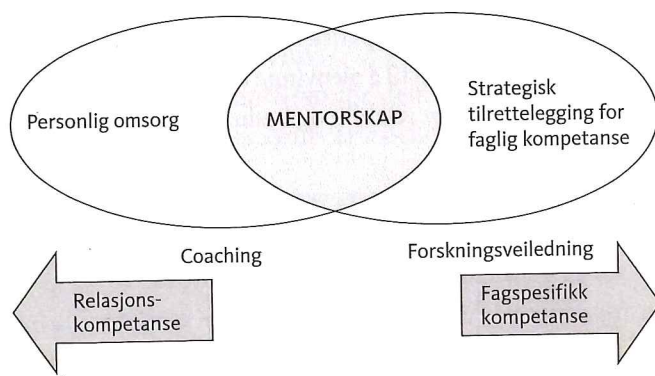 Personlig omsorg
MENTORSKAP
Strategisk
tilrettelegging for
faglig kompetanse
Coaching
Forskningsveiledning
Relasjons-
kompetanse
Fagspesifikk
kompetanse